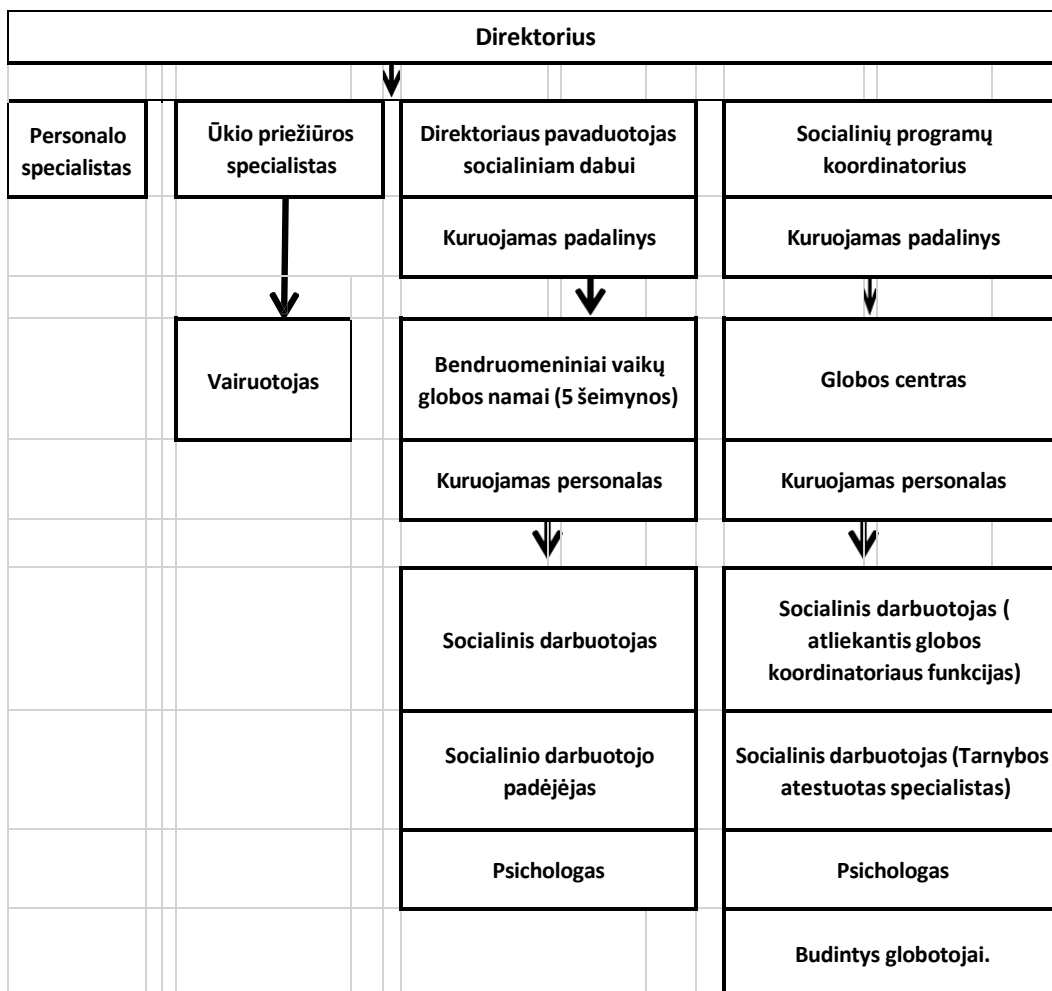 Direktorius
Personalo
specialistas
Ūkio priežiūros
specialistas
Direktoriaus pavaduotojas
socialiniam dabui
Socialinių programų
koordinatorius
Kuruojamas padalinys
Kuruojamas padalinys
Vairuotojas
Bendruomeniniai vaikų
globos namai (5 šeimynos)
Globos centras
Kuruojamas personalas
Kuruojamas personalas
Socialinis darbuotojas
Socialinis darbuotojas (
atliekantis globos
koordinatoriaus funkcijas)
Socialinio darbuotojo
padėjėjas
Socialinis darbuotojas (Tarnybos
atestuotas specialistas)
Psichologas
Psichologas
Budintys globotojai.